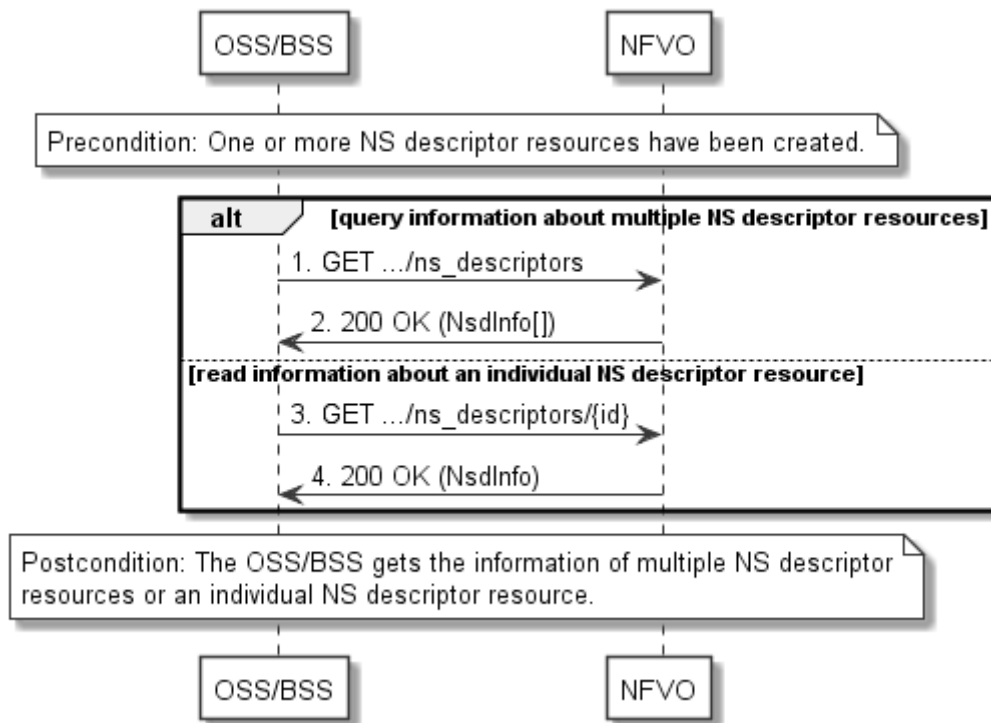 OSS/BSS NFVO
Precondition: One or more NS descriptor resources have been created.
alt [query information about multiple NS descriptor resources]
1. GET .../ns_descriptors
2. 200 OK (NsdInfo[])
[read information about an individual NS descriptor resource]
3. GET .../ns_descriptors/{id}
4. 200 OK (NsdInfo)
Postcondition: The OSS/BSS gets the information of multiple NS descriptor
resources or an individual NS descriptor resource.
OSS/BSS NFVO